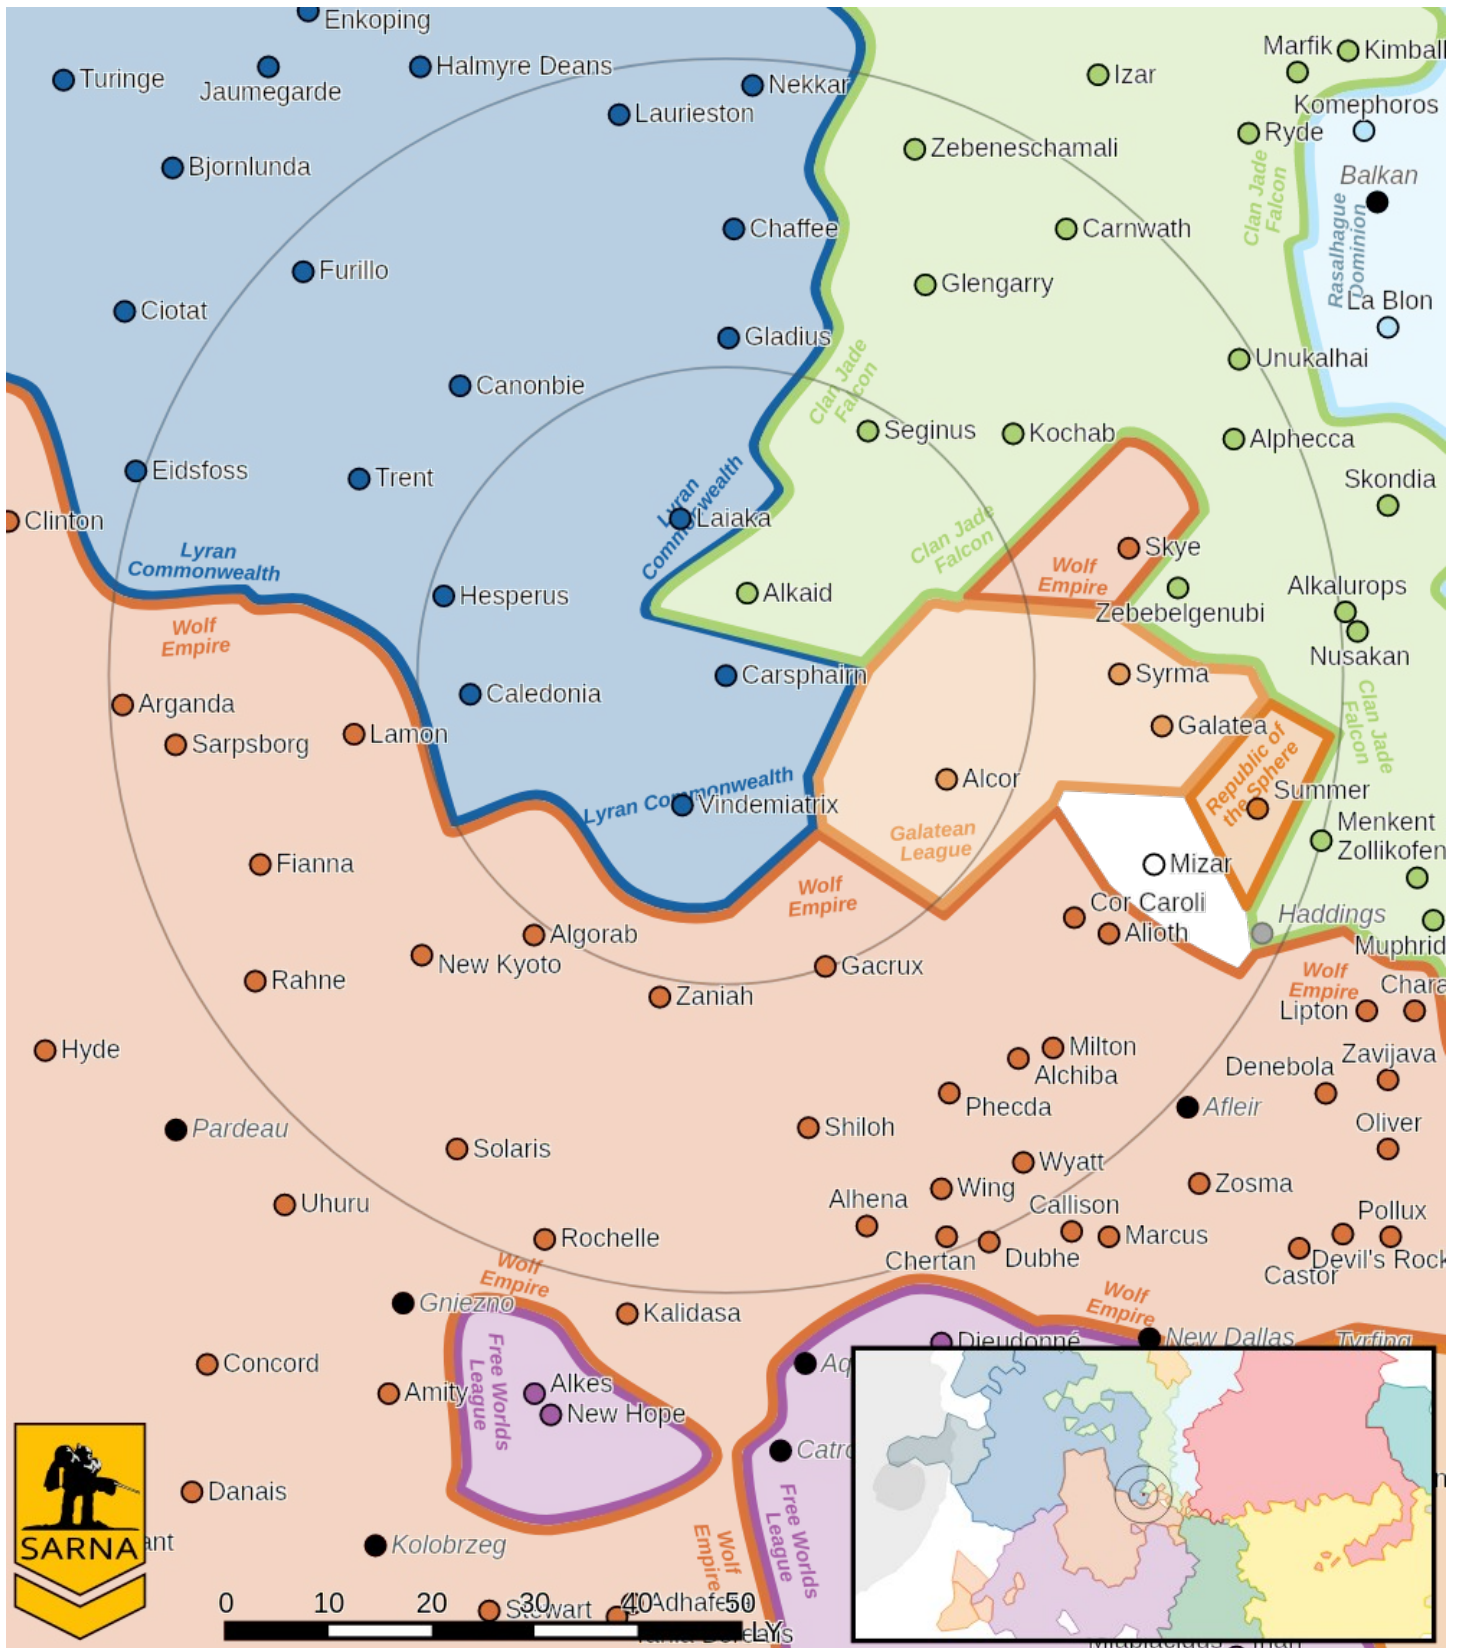 Enkoping
Turinge
Jaumegarde
Halmyre Deans
Laurieston
Nekkar
Izar
Marfik
Kimball
Komephoros
Ryde
Bjornlunda
Zebeneschamali
Clan Jade
Falcon
Balkan
Rasalhague
Dominion
Chaffee
Carnwath
Furillo
Glengarry
Ciotat
La Blon
Gladius
Clan Jade
Falcon
Unukalhai
Canonbie
Seginus
Kochab
Alphecca
Eidsfoss
Trent
Skondia
Clinton
Lyran
Commonwealth
Laiaka
Clan Jade
Falcon
Skye
Lyran
Commonwealth
Wolf
Empire
Hesperus
Alkaid
Zebebelgenubi
Alkalurops
Nusakan
Wolf
Empire
Carsphairn
Syrma
Caledonia
Arganda
Sarpsborg
Lamon
Galatea
Clan Jade
Falcon
Republic of
the Sphere
Alcor
Summer
Lyran Commonwealth
Vindemiatrix
Galatean
League
Menkent
Zollikofen
Fianna
Mizar
Wolf
Empire
Cor Caroli
Alioth
Haddings
Muphrid
Algorab
New Kyoto
Gacrux
Rahne
Zaniah
Wolf
Empire
Chara
Lipton
Hyde
Milton
Alchiba
Zavijava
Denebola
Phecda
Afleir
Pardeau
Shiloh
Oliver
Solaris
Wyatt
Wing
Zosma
Uhuru
Alhena
Callison
Pollux
Rochelle
Chertan
Dubhe
Marcus
Devil's Rock
Castor
Wolf
Empire
Gniezno
Kalidasa
Wolf
Empire
Dieudonné
New Dallas
Tyrfing
Concord
Free Worlds
League
Amity
Alkes
New Hope
Danais
Free Worlds
League
Kolobrzeg
Wolf
Empire
SARNA
0 10 20 30 40 50
LY
Stewart